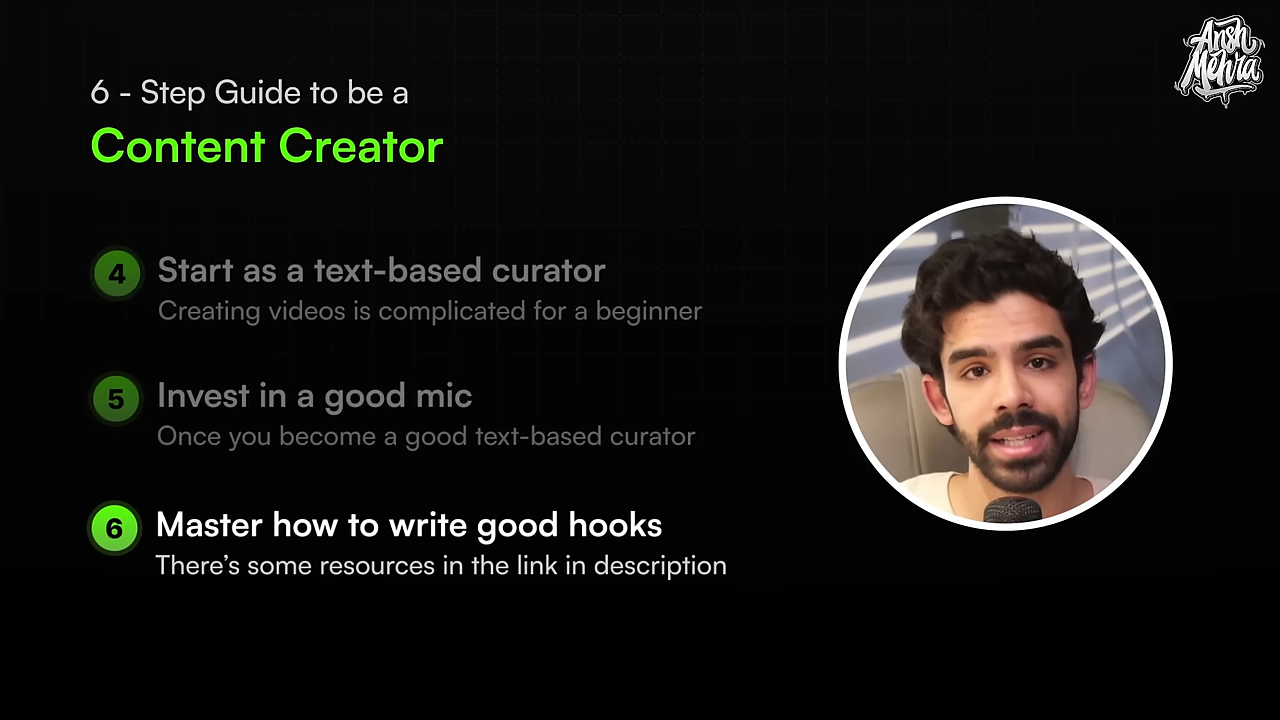 Ansh
Mehra
6 - Step Guide to be a
Content Creator
4
Start as a text-based curator
Creating videos is complicated for a beginner
5
Invest in a good mic
Once you become a good text-based curator
6
Master how to write good hooks
There's some resources in the link in description